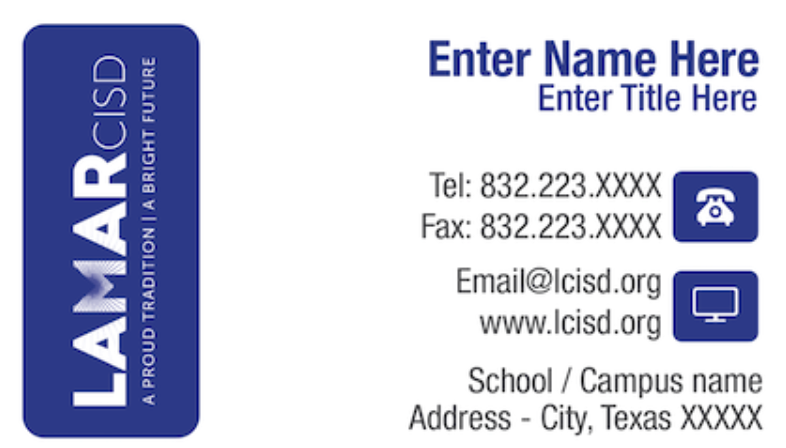 LAMARCISD
A PROUD TRADITION | A BRIGHT FUTURE
Enter Name Here
Enter Title Here
Tel: 832.223.XXXX
Fax: 832.223.XXXX
Email@lcisd.org
www.lcisd.org
School / Campus name
Address - City, Texas XXXXX